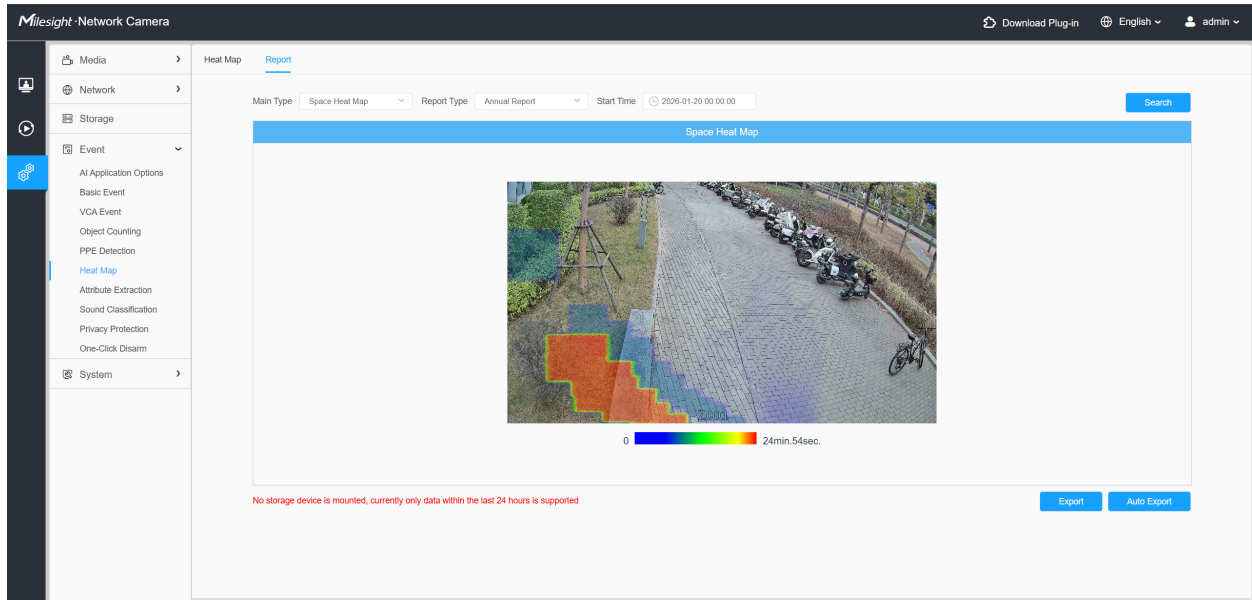 Milesight · Network Camera Download Plug-in English admin
Heat Map Report
Media
Network
Storage
Event
AI Application Options
Basic Event
VCA Event
Object Counting
PPE Detection
Heat Map
Attribute Extraction
Sound Classification
Privacy Protection
One-Click Disarm
System
Main Type Space Heat Map Report Type Annual Report Start Time 2026-01-20 00:00:00 Search
Space Heat Map
0 24min.54sec.
No storage device is mounted, currently only data within the last 24 hours is supported Export Auto Export